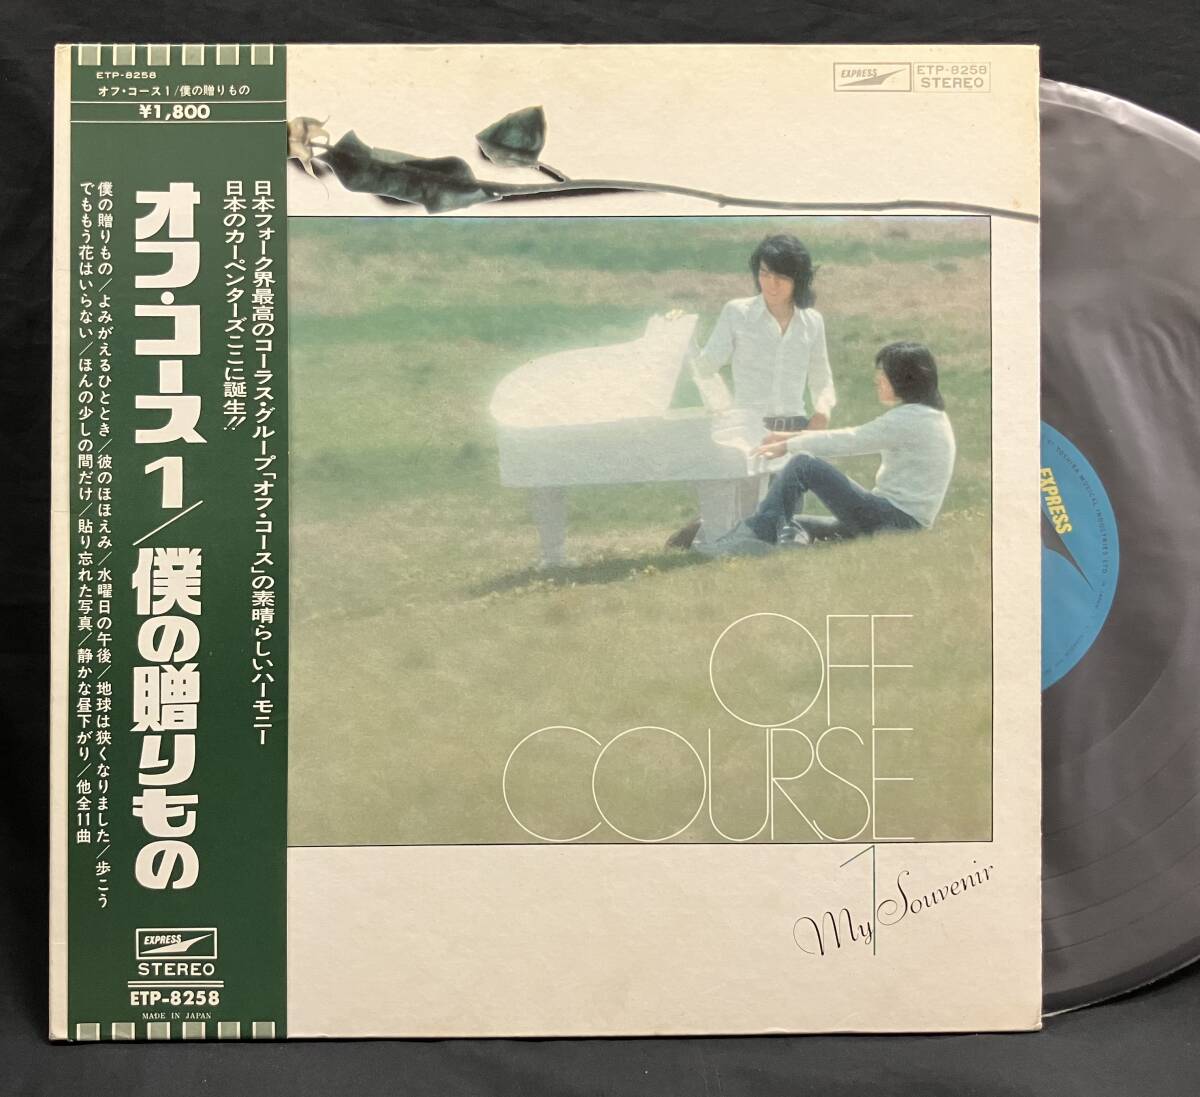 ETP-8258
オフ・コース1/僕の贈りもの
¥1,800
日本フォーク界最高のコーラス・グループ「オフ・コース」の素晴らしいハーモニー
日本のカーペンターズここに誕生!!
オフ・コース1/僕の贈りもの
僕の贈りもの/よみがえるひととき/彼のほほえみ/水曜日の午後/地球は狭くなりました/歩こう
でももう花はいらない/ほんの少しの間だけ/貼り忘れた写真/静かな昼下がり/他全11曲
EXPRESS
STEREO
ETP-8258
MADE IN JAPAN
EXPRESS
ETP-8258
STEREO
OFF
COURSE
1
My Souvenir
EXPRESS
TOSHIBA MUSICAL INDUSTRIES LTD.